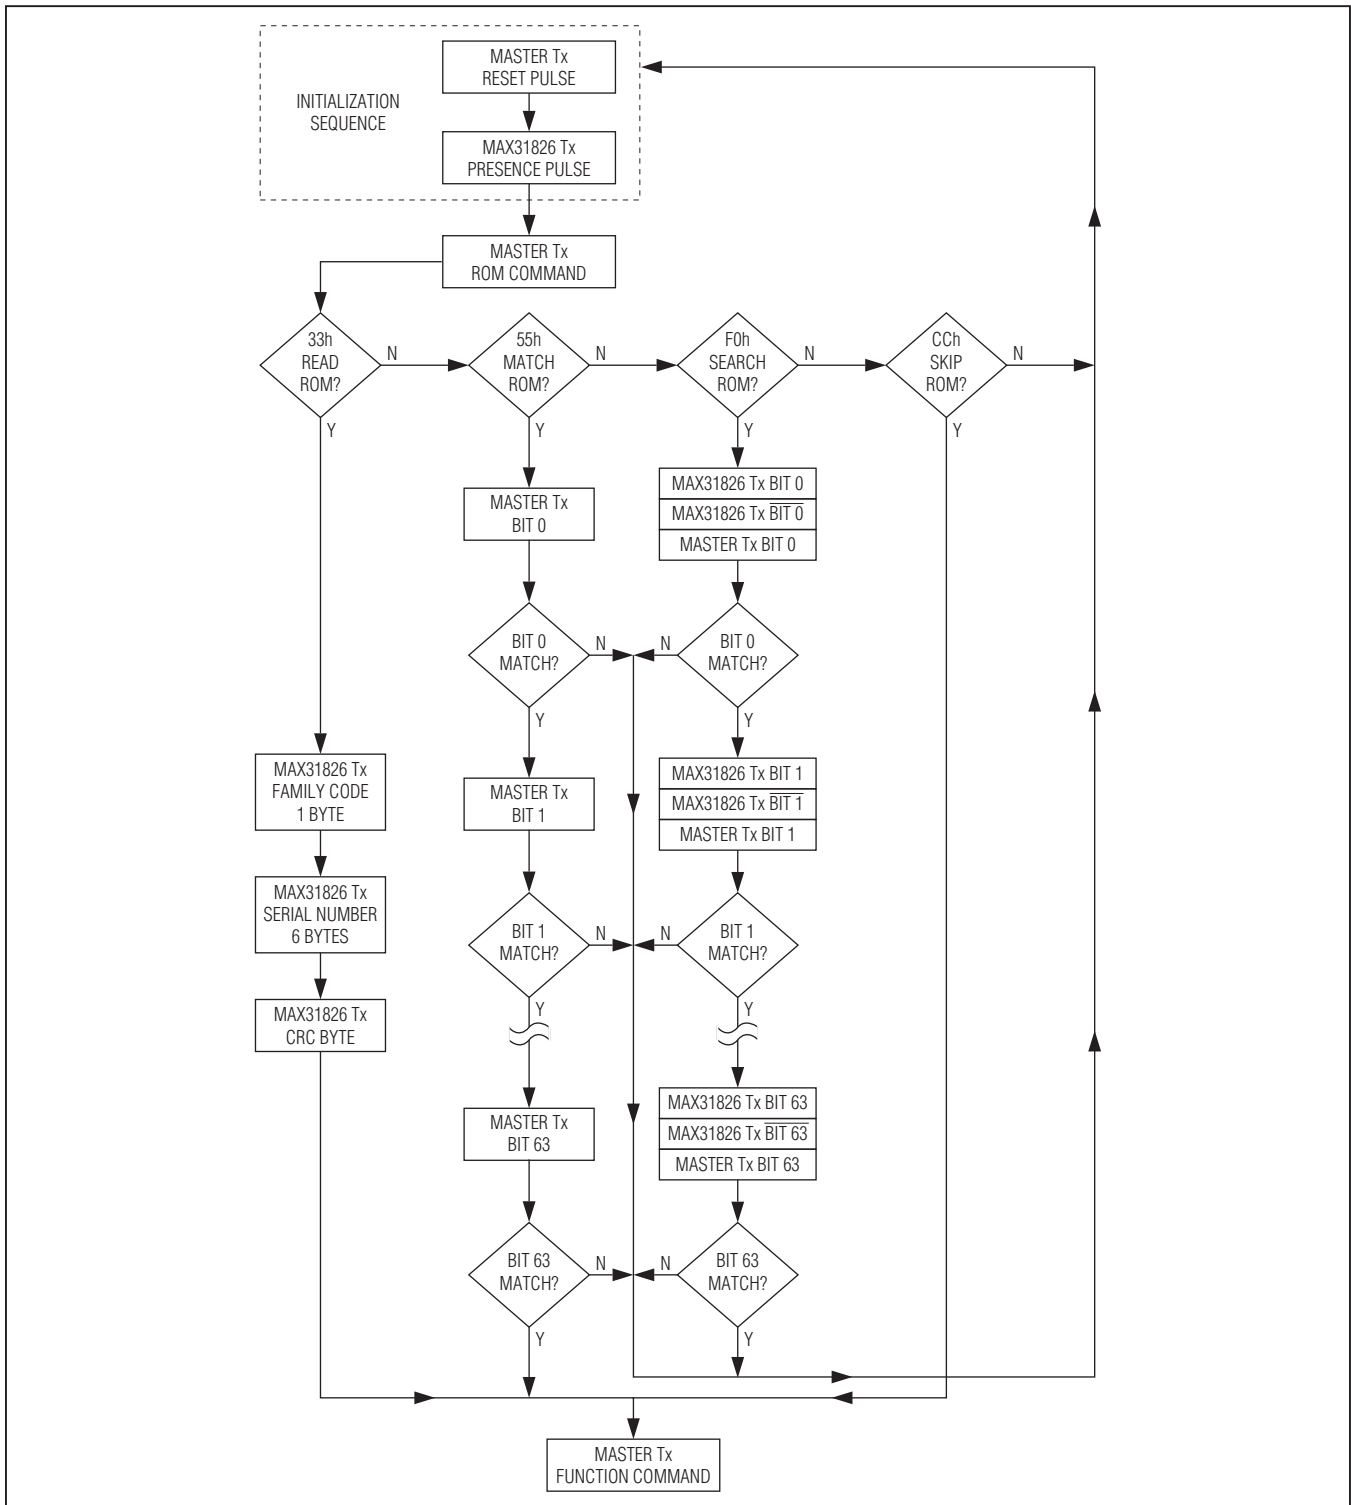 MASTER Tx
RESET PULSE
INITIALIZATION
SEQUENCE
MAX31826 Tx
PRESENCE PULSE
MASTER Tx
ROM COMMAND
33h
READ
ROM?
N
Y
55h
MATCH
ROM?
N
Y
F0h
SEARCH
ROM?
N
Y
CCh
SKIP
ROM?
N
Y
MAX31826 Tx
FAMILY CODE
1 BYTE
MAX31826 Tx
SERIAL NUMBER
6 BYTES
MAX31826 Tx
CRC BYTE
MASTER Tx
BIT 0
BIT 0
MATCH?
N
Y
MASTER Tx
BIT 1
BIT 1
MATCH?
N
Y
MASTER Tx
BIT 63
BIT 63
MATCH?
N
Y
MAX31826 Tx BIT 0
MAX31826 Tx B̅I̅T̅ ̅0̅
MASTER Tx BIT 0
BIT 0
MATCH?
N
Y
MAX31826 Tx BIT 1
MAX31826 Tx B̅I̅T̅ ̅1̅
MASTER Tx BIT 1
BIT 1
MATCH?
N
Y
MAX31826 Tx BIT 63
MAX31826 Tx B̅I̅T̅ ̅6̅3̅
MASTER Tx BIT 63
BIT 63
MATCH?
N
Y
MASTER Tx
FUNCTION COMMAND